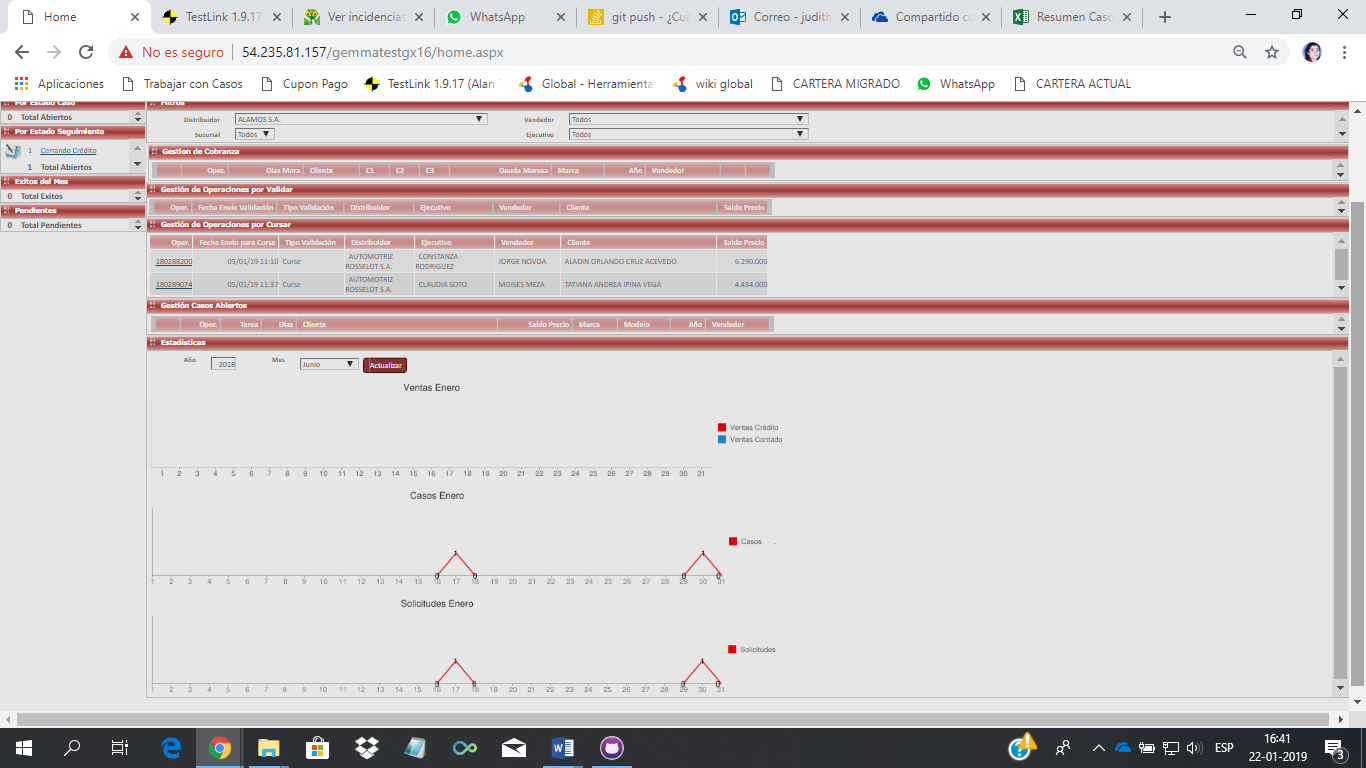 Home
TestLink 1.9.17
Ver incidencias
WhatsApp
git push - ¿Cuá
Correo - judith
Compartido co
Resumen Caso
No es seguro | 54.235.81.157/gemmatestgx16/home.aspx
Aplicaciones
Trabajar con Casos
Cupon Pago
TestLink 1.9.17 (Alan
Global - Herramienta
wiki global
CARTERA MIGRADO
WhatsApp
CARTERA ACTUAL
Por Estado Caso
0 Total Abiertos
Por Estado Seguimiento
1 Cerrando Crédito
1 Total Abiertos
Exitos del Mes
0 Total Exitos
Pendientes
0 Total Pendientes
Filtros
Distribuidor ALAMOS S.A. Vendedor Todos
Sucursal Todos Ejecutivo Todos
Gestion de Cobranza
Oper. Días Mora Cliente C1 C2 C3 Deuda Morosa Marca Año Vendedor
Gestión de Operaciones por Validar
Oper. Fecha Envío Validación Tipo Validación Distribuidor Ejecutivo Vendedor Cliente Saldo Precio
Gestión de Operaciones por Cursar
Oper. Fecha Envío para Curse Tipo Validación Distribuidor Ejecutivo Vendedor Cliente Saldo Precio
180288200 05/01/19 11:10 Curse AUTOMOTRIZ ROSSELOT S.A. CONSTANZA RODRIGUEZ JORGE NOVOA ALADIN ORLANDO CRUZ ACEVEDO 6.290.000
180289074 05/01/19 11:37 Curse AUTOMOTRIZ ROSSELOT S.A. CLAUDIA SOTO MOISES MEZA TATIANA ANDREA IPINA VEGA 4.434.000
Gestión Casos Abiertos
Oper. Tarea Días Cliente Saldo Precio Marca Modelo Año Vendedor
Estadísticas
Año 2018 Mes Junio Actualizar
Ventas Enero
Ventas Crédito
Ventas Contado
1 2 3 4 5 6 7 8 9 10 11 12 13 14 15 16 17 18 19 20 21 22 23 24 25 26 27 28 29 30 31
Casos Enero
Casos
0 1 0 0 1 0
1 2 3 4 5 6 7 8 9 10 11 12 13 14 15 16 17 18 19 20 21 22 23 24 25 26 27 28 29 30 31
Solicitudes Enero
Solicitudes
0 1 0 0 1 0
1 2 3 4 5 6 7 8 9 10 11 12 13 14 15 16 17 18 19 20 21 22 23 24 25 26 27 28 29 30 31
ESP
16:41
22-01-2019
3